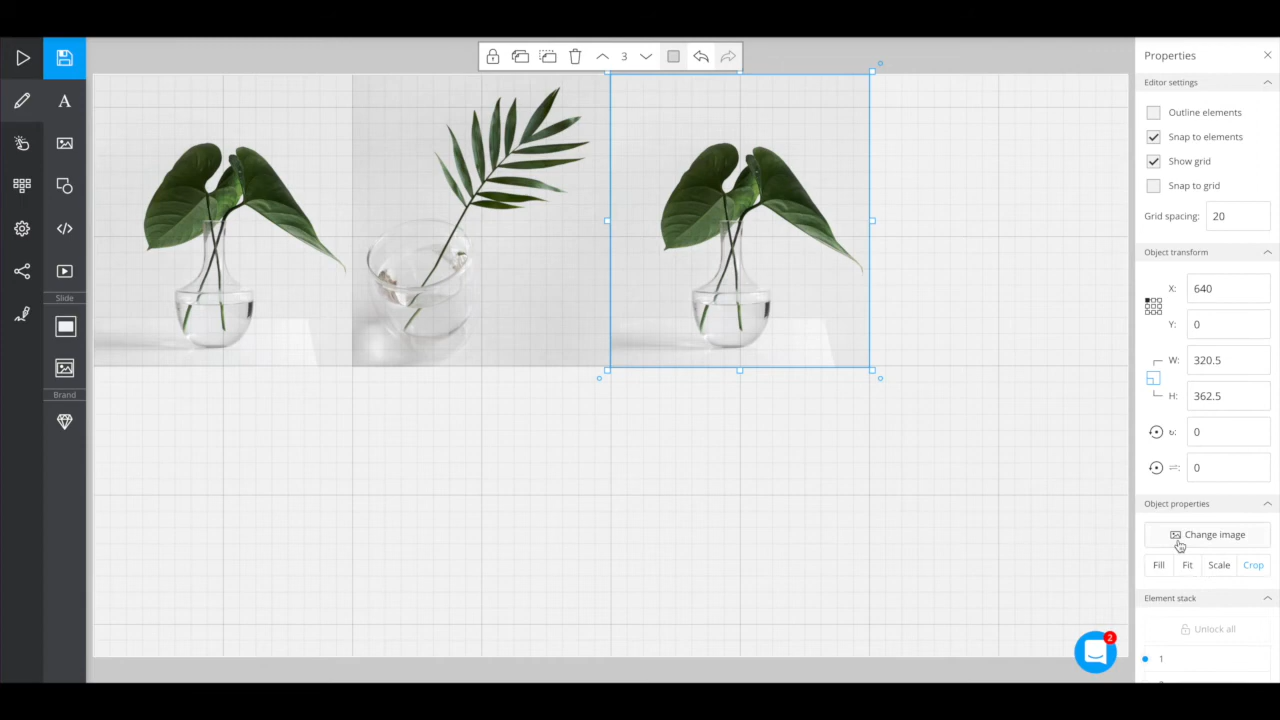 3
Properties
Editor settings
Outline elements
Snap to elements
Show grid
Snap to grid
Grid spacing: 20
Object transform
X: 640
Y: 0
W: 320.5
H: 362.5
0
0
Object properties
Change image
Fill Fit Scale Crop
Element stack
Unlock all
1
A
Slide
Brand
2